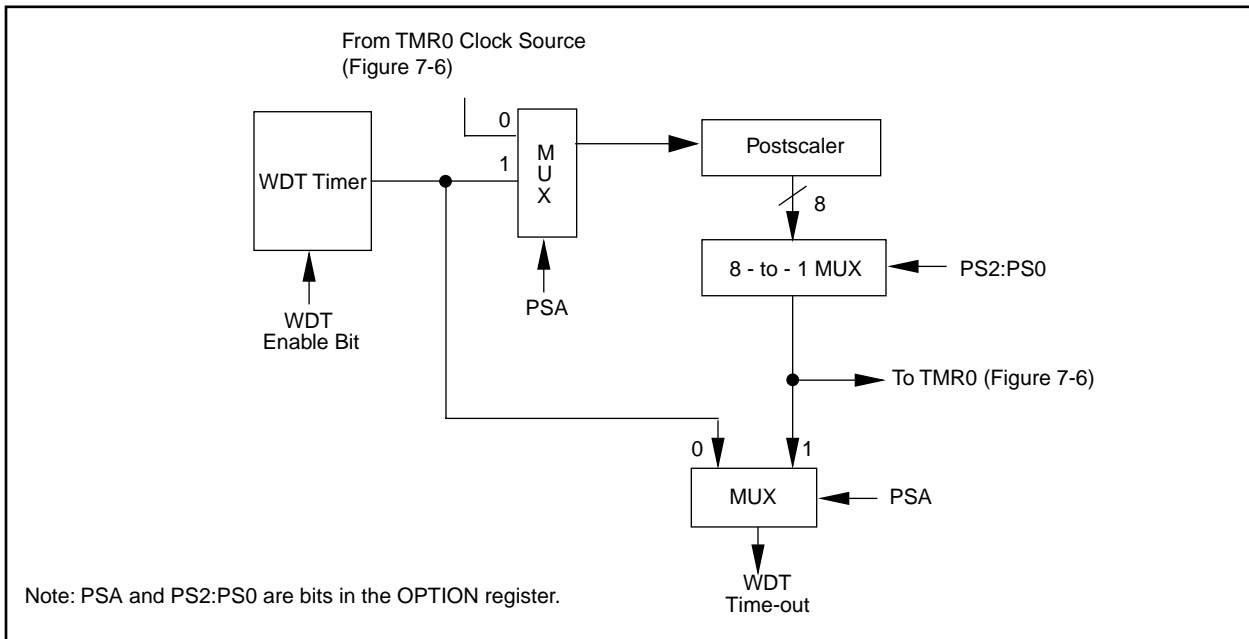 From TMR0 Clock Source
(Figure 7-6)
0
1
M
U
X
WDT Timer
Postscaler
8
8 - to - 1 MUX
PS2:PS0
PSA
WDT
Enable Bit
To TMR0 (Figure 7-6)
0
1
MUX
PSA
WDT
Time-out
Note: PSA and PS2:PS0 are bits in the OPTION register.